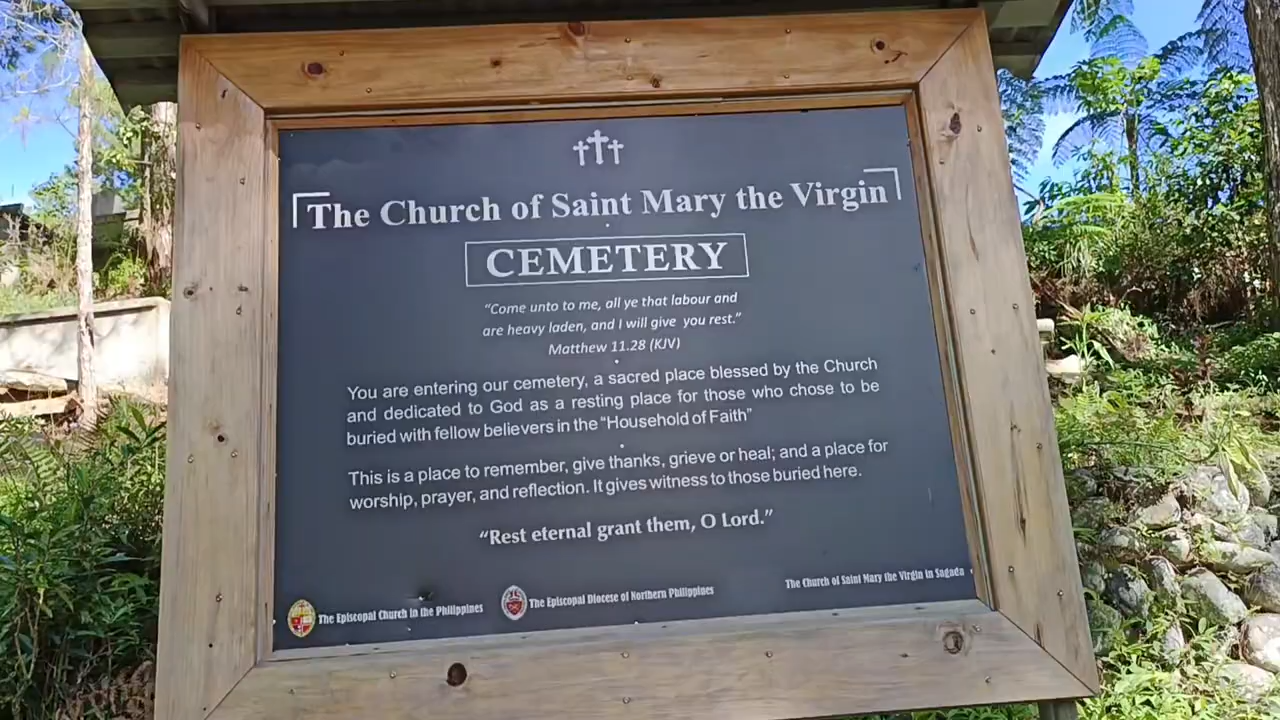 The Church of Saint Mary the Virgin
CEMETERY
“Come unto to me, all ye that labour and
are heavy laden, and I will give you rest.”
Matthew 11.28 (KJV)
You are entering our cemetery, a sacred place blessed by the Church
and dedicated to God as a resting place for those who chose to be
buried with fellow believers in the “Household of Faith”
This is a place to remember, give thanks, grieve or heal; and a place for
worship, prayer, and reflection. It gives witness to those buried here.
“Rest eternal grant them, O Lord.”
The Episcopal Church in the Philippines
The Episcopal Diocese of Northern Philippines
The Church of Saint Mary the Virgin in Sagada